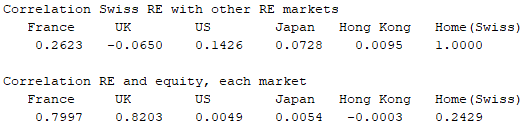 Correlation Swiss RE with other RE markets
France UK US Japan Hong Kong Home(Swiss)
0.2623 -0.0650 0.1426 0.0728 0.0095 1.0000
Correlation RE and equity, each market
France UK US Japan Hong Kong Home(Swiss)
0.7997 0.8203 0.0049 0.0054 -0.0003 0.2429